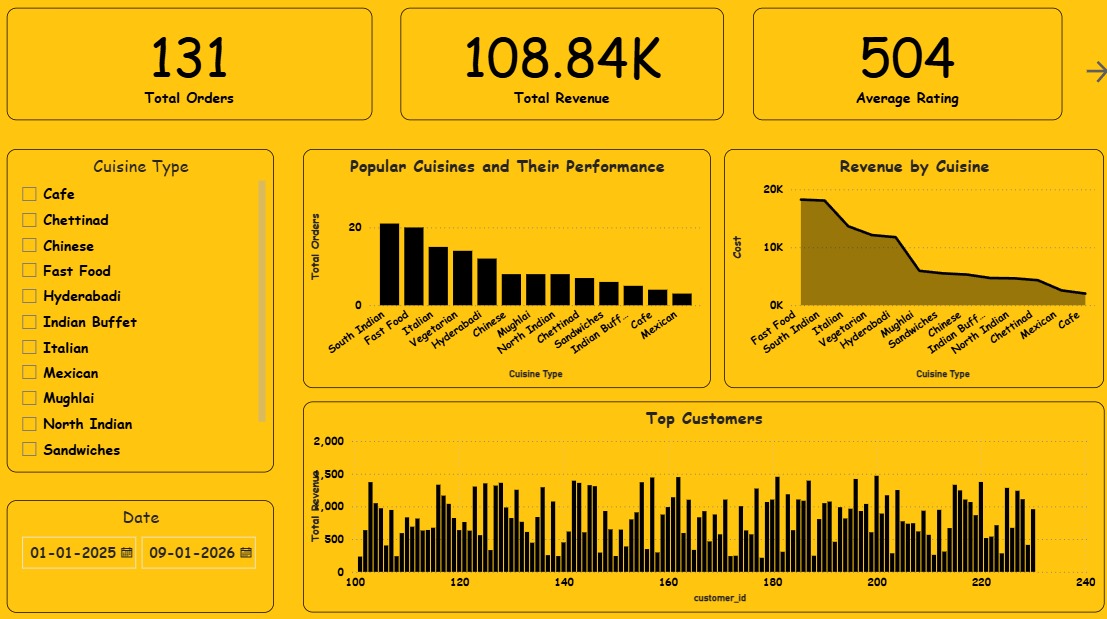 131
Total Orders
108.84K
Total Revenue
504
Average Rating
Cuisine Type
Cafe
Chettinad
Chinese
Fast Food
Hyderabadi
Indian Buffet
Italian
Mexican
Mughlai
North Indian
Sandwiches
Date
01-01-2025
09-01-2026
Popular Cuisines and Their Performance
Total Orders
20
0
South Indian
Fast Food
Italian
Vegetarian
Hyderabadi
Chinese
Mughlai
North Indian
Chettinad
Sandwiches
Indian Buff...
Cafe
Mexican
Cuisine Type
Revenue by Cuisine
Cost
20K
10K
0K
Fast Food
South Indian
Italian
Vegetarian
Hyderabadi
Mughlai
Sandwiches
Chinese
Indian Buff...
North Indian
Chettinad
Mexican
Cafe
Cuisine Type
Top Customers
Total Revenue
2,000
1,500
1,000
500
0
100 120 140 160 180 200 220 240
customer_id